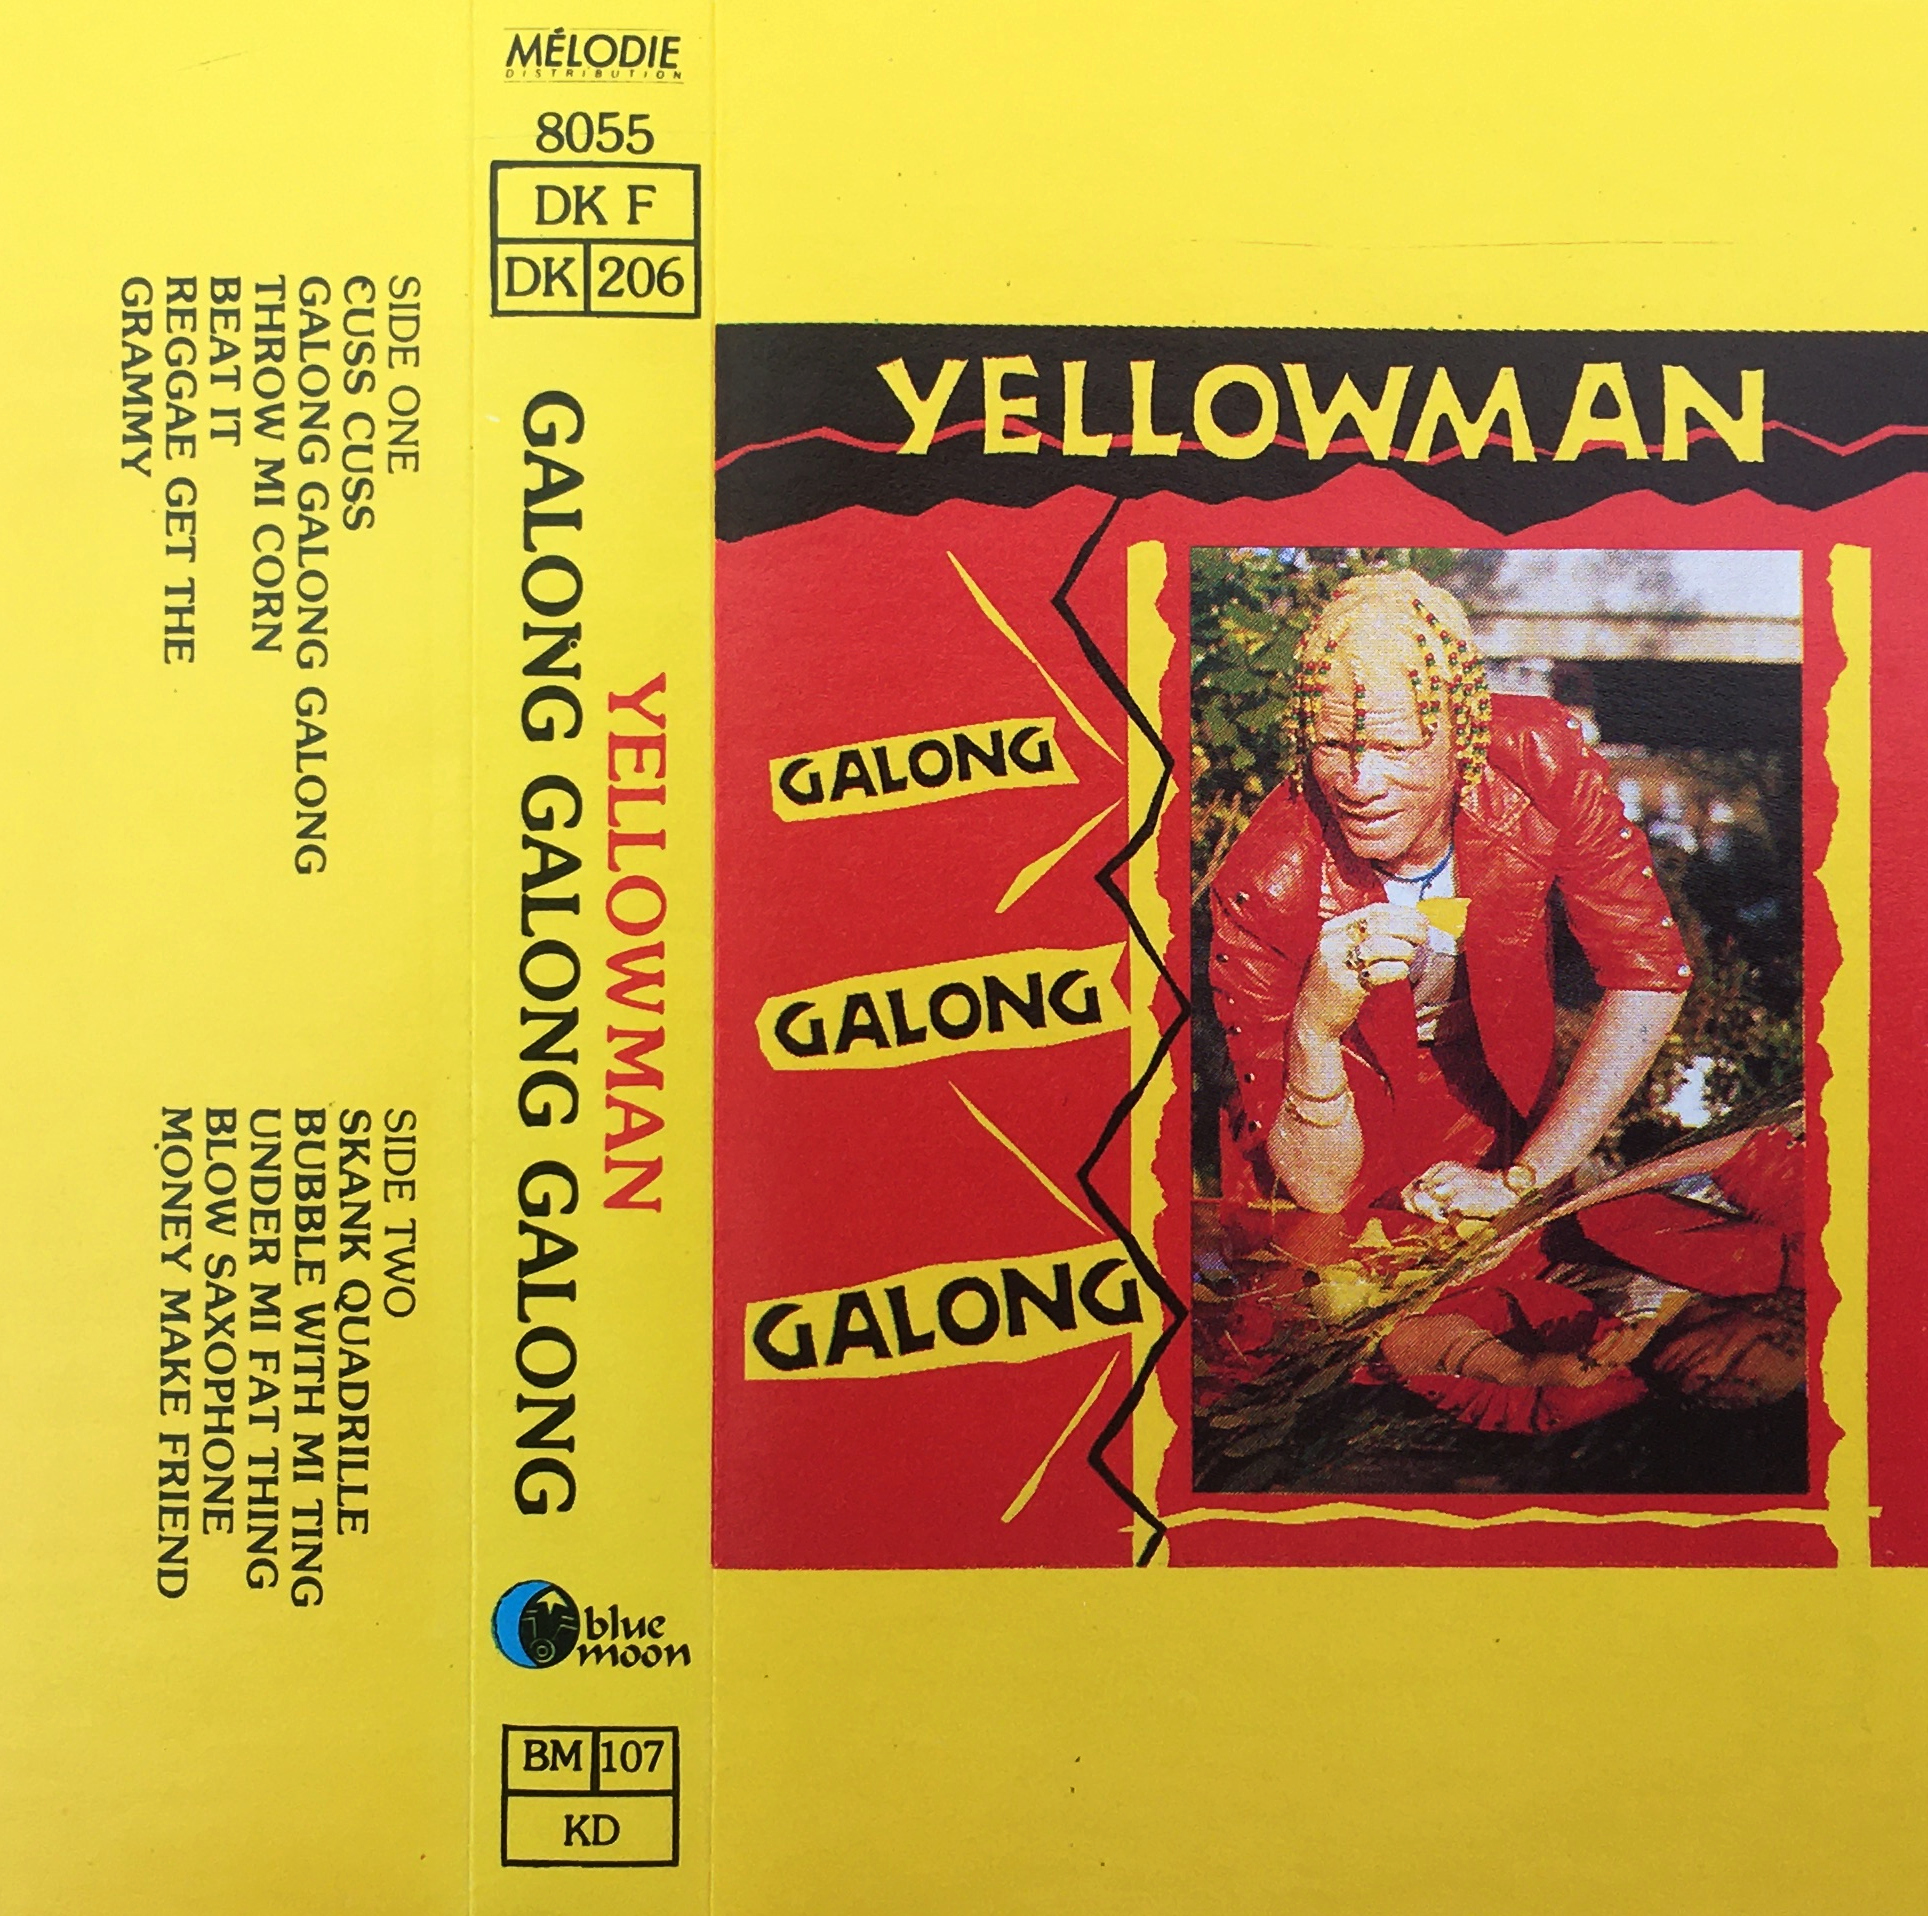 SIDE ONE
CUSS CUSS
GALONG GALONG GALONG GALONG
THROW MI CORN
BEAT IT
REGGAE GET THE
GRAMMY
SIDE TWO
SKANK QUADRILLE
BUBBLE WITH MI TING
UNDER MI FAT THING
BLOW SAXOPHONE
MONEY MAKE FRIEND
MÉLODIE
DISTRIBUTION
8055
DK F
DK 206
YELLOWMAN
GALONG GALONG GALONG GALONG
blue
moon
BM 107
KD
YELLOWMAN
GALONG
GALONG
GALONG